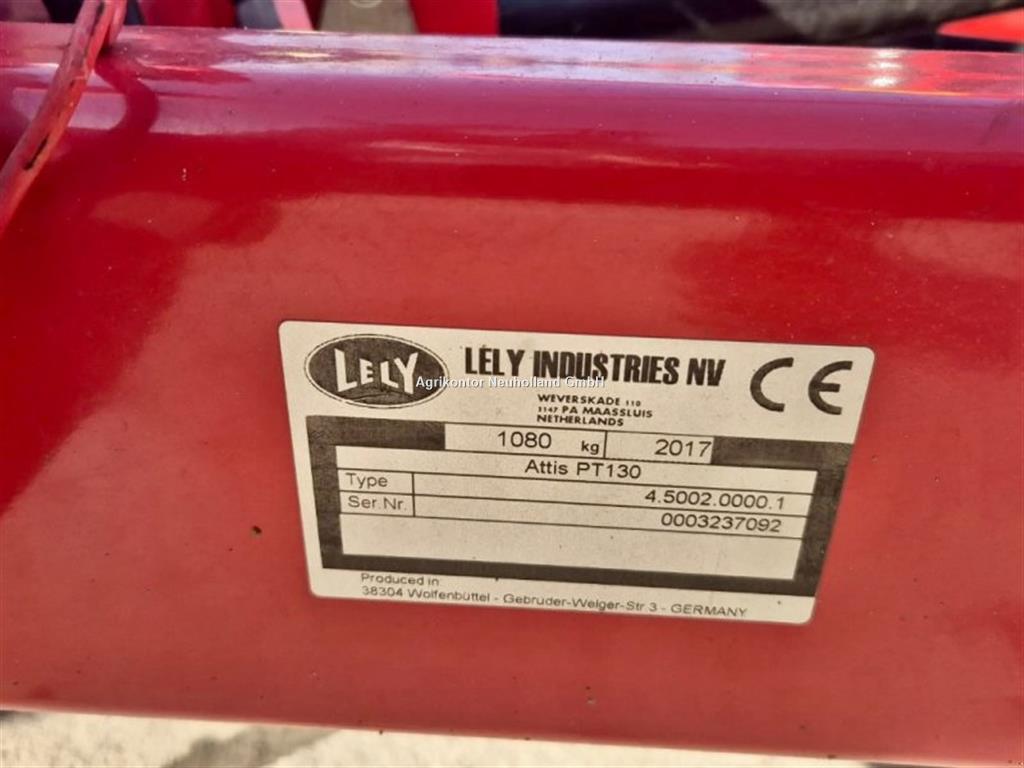 LELY
LELY INDUSTRIES NV
CE
Agrikontor Neuholland GmbH
WEVERSKADE 110
3147 PA MAASSLUIS
NETHERLANDS
1080 kg 2017
Attis PT130
Type 4.5002.0000.1
Ser.Nr. 0003237092
Produced in:
38304 Wolfenbüttel - Gebrüder-Welger-Str 3 - GERMANY